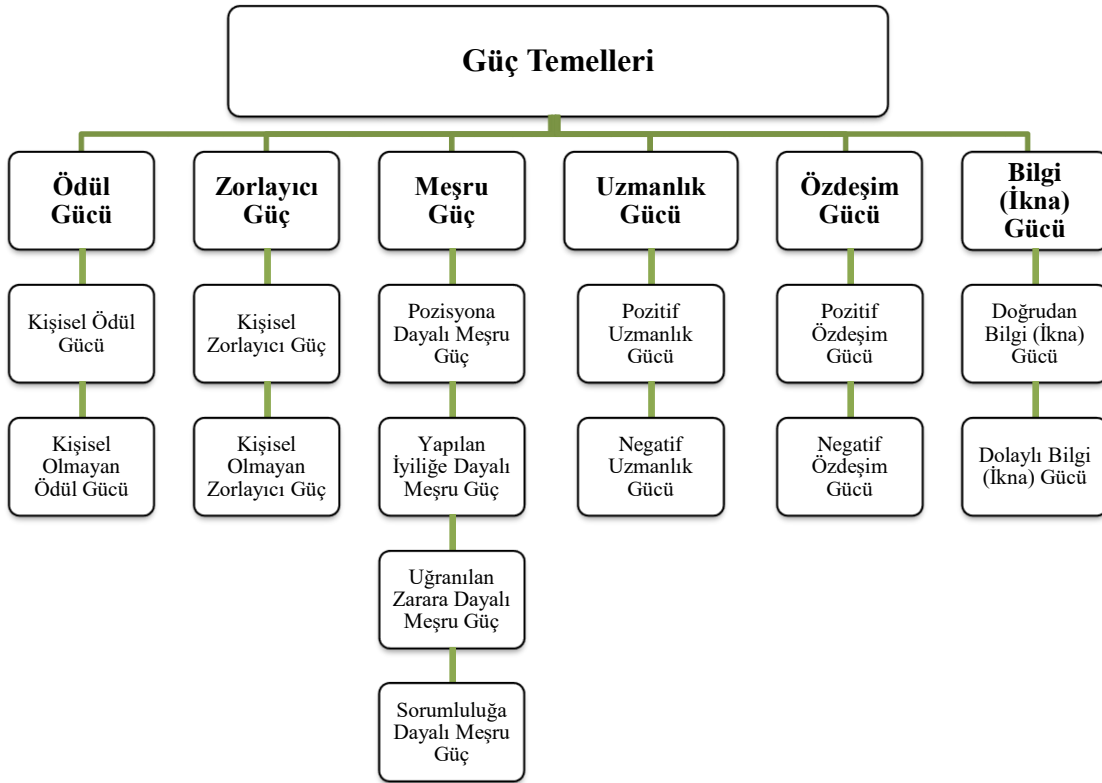 Güç Temelleri
Ödül
Gücü
Zorlayıcı
Güç
Meşru
Güç
Uzmanlık
Gücü
Özdeşim
Gücü
Bilgi
(İkna)
Gücü
Kişisel Ödül
Gücü
Kişisel
Zorlayıcı Güç
Pozisyona
Dayalı Meşru
Güç
Pozitif
Uzmanlık
Gücü
Pozitif
Özdeşim
Gücü
Doğrudan
Bilgi (İkna)
Gücü
Kişisel
Olmayan
Ödül Gücü
Kişisel
Olmayan
Zorlayıcı Güç
Yapılan
İyiliğe Dayalı
Meşru Güç
Negatif
Uzmanlık
Gücü
Negatif
Özdeşim
Gücü
Dolaylı Bilgi
(İkna) Gücü
Uğranılan
Zarara Dayalı
Meşru Güç
Sorumluluğa
Dayalı Meşru
Güç